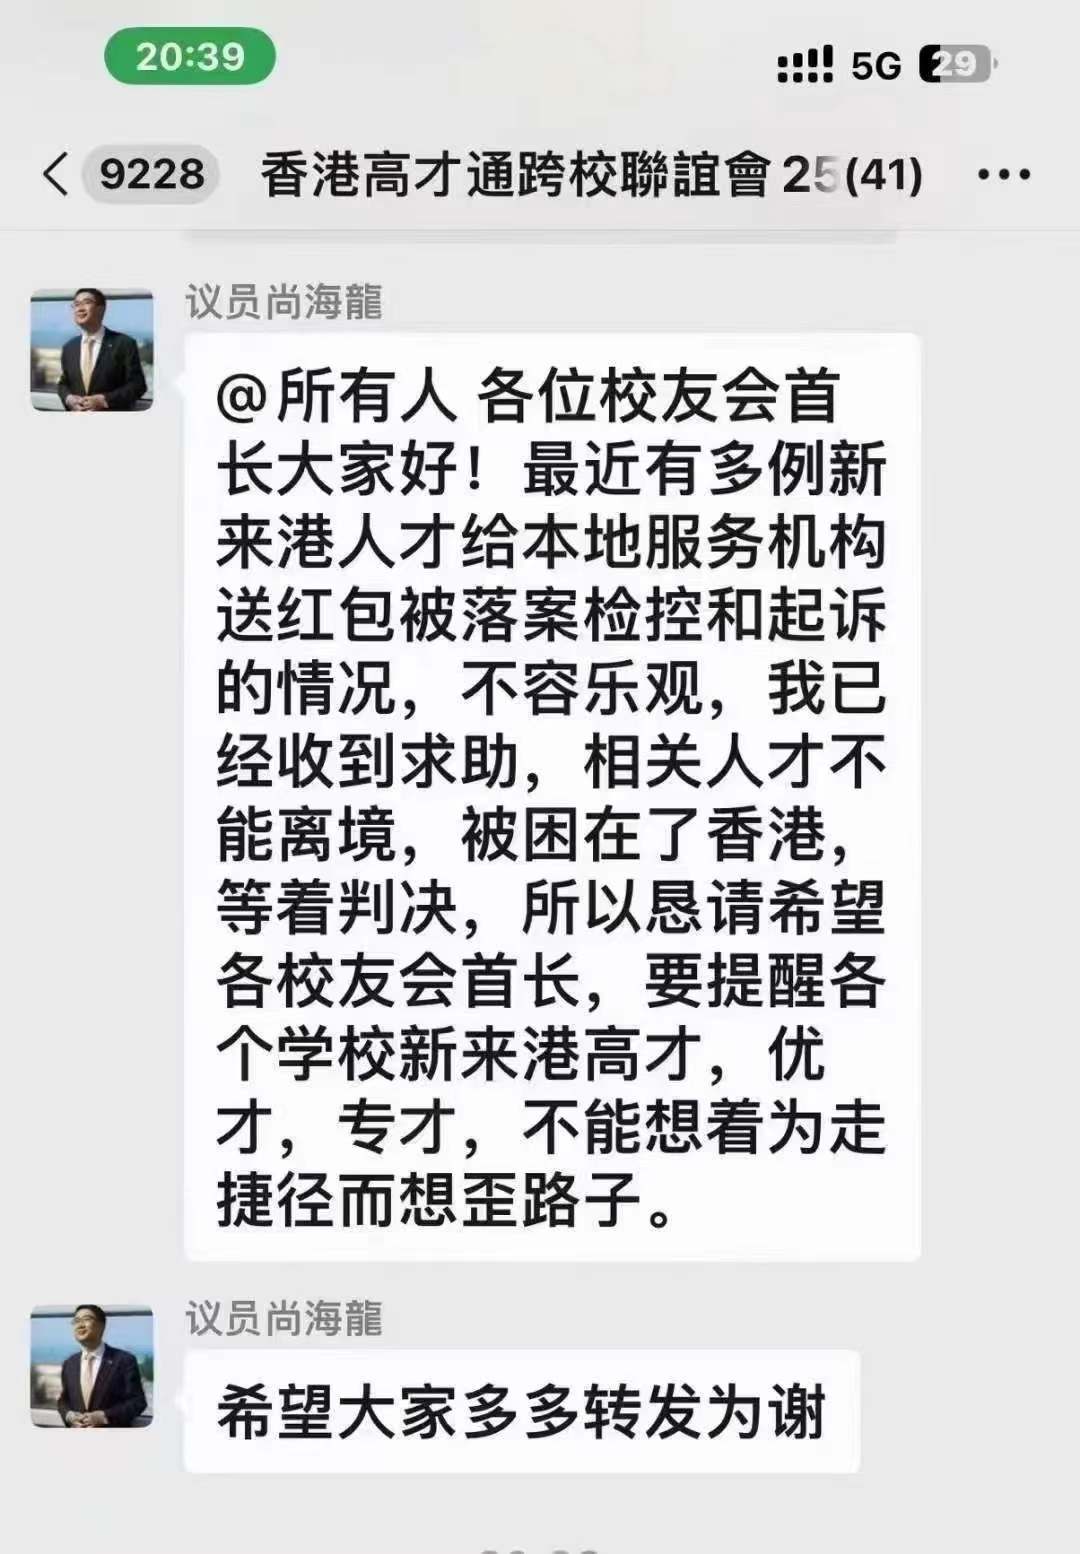 20:39
5G 29
9228 香港高才通跨校聯誼會 25(41)
议员尚海龍
@所有人 各位校友会首
长大家好！最近有多例新
来港人才给本地服务机构
送红包被落案检控和起诉
的情况，不容乐观，我已
经收到求助，相关人才不
能离境，被困在了香港，
等着判决，所以恳请希望
各校友会首长，要提醒各
个学校新来港高才，优
才，专才，不能想着为走
捷径而想歪路子。
议员尚海龍
希望大家多多转发为谢